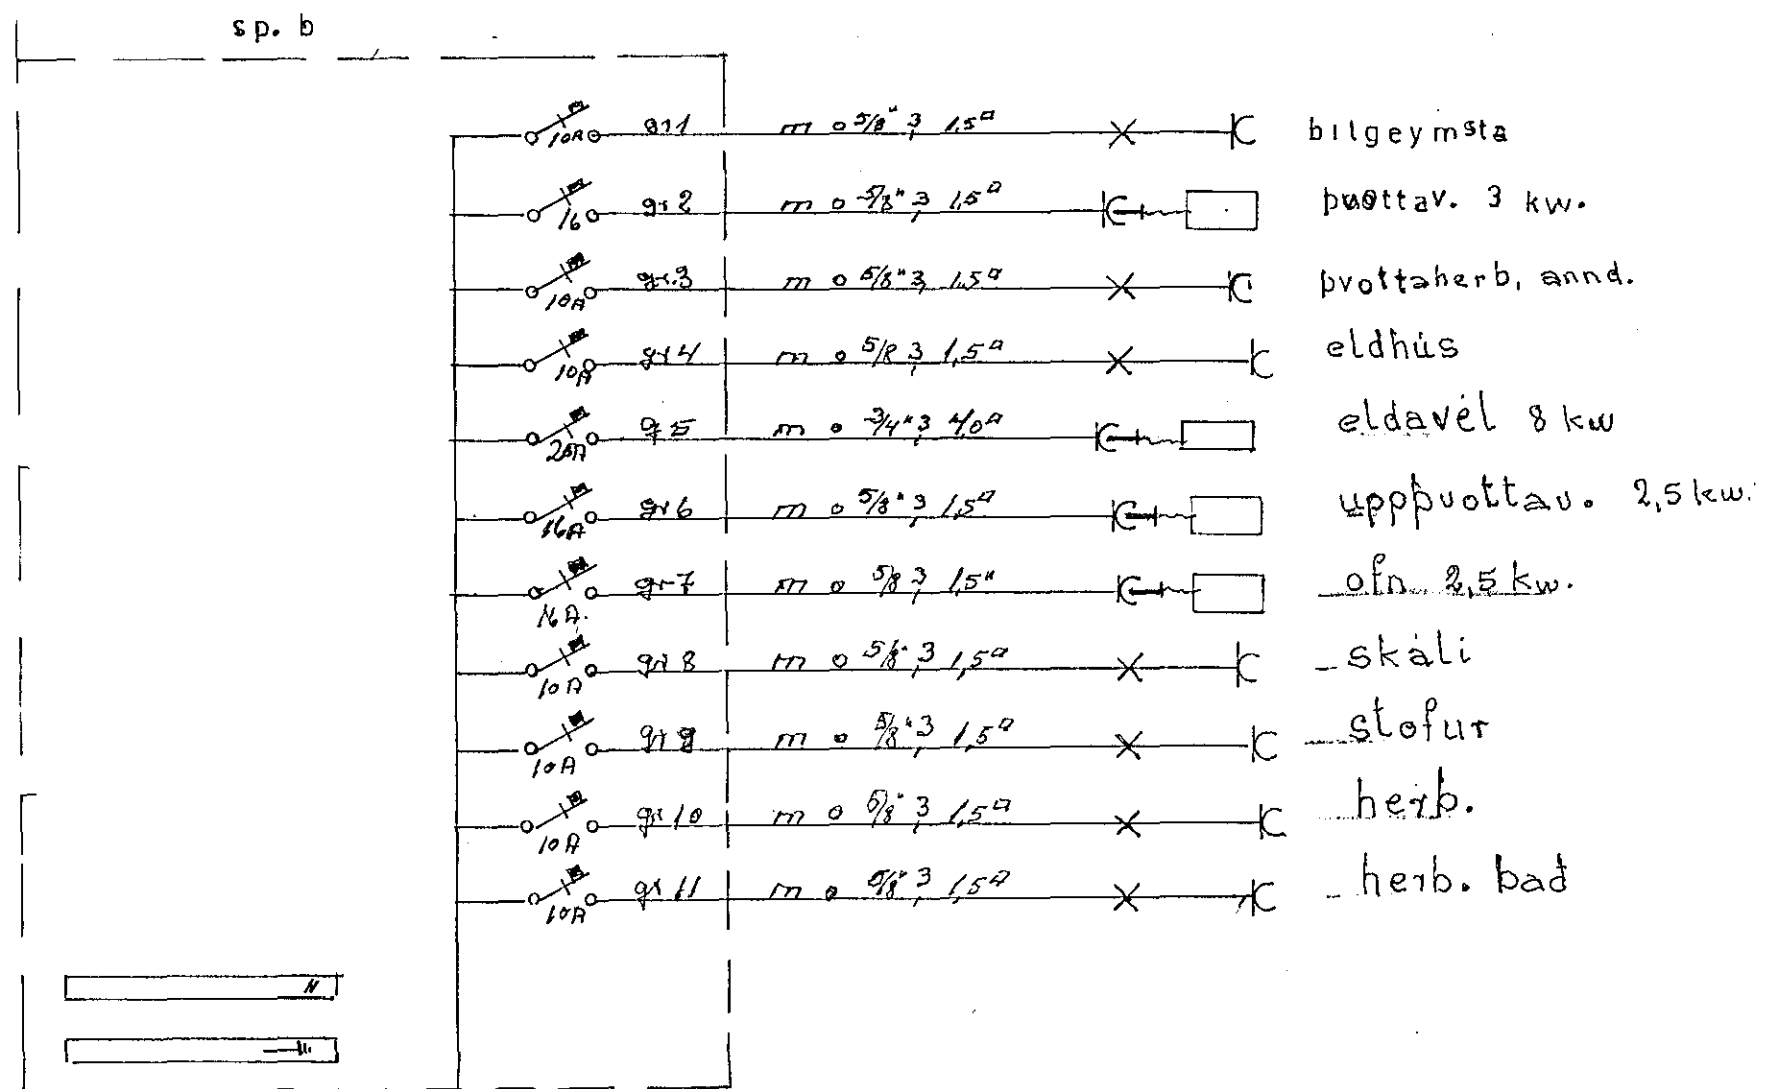 sp. b
10A gr1 m o 5/8" 3, 1,5▫ bilgeymsla
16 gr2 m o 5/8" 3, 1,5▫ þvottav. 3 kw.
10A gr.3 m o 5/8" 3, 1,5▫ þvottaherb, annd.
10A gr4 m o 5/8 3, 1,5▫ eldhús
gr5 m o 3/4" 3 4,0▫ eldavél 8 kw
16A gr6 m o 5/8" 3, 1,5▫ uppþvottav. 2,5 kw.
16A. gr7 m o 5/8 3, 1,5" ofn 2,5 kw.
10A gr8 m o 5/8" 3, 1,5▫ skáli
10A gr9 m o 5/8" 3, 1,5▫ stofur
10A gr10 m o 5/8" 3, 1,5▫ herb.
10A gr11 m o 5/8" 3, 1,5▫ herb. bað
N